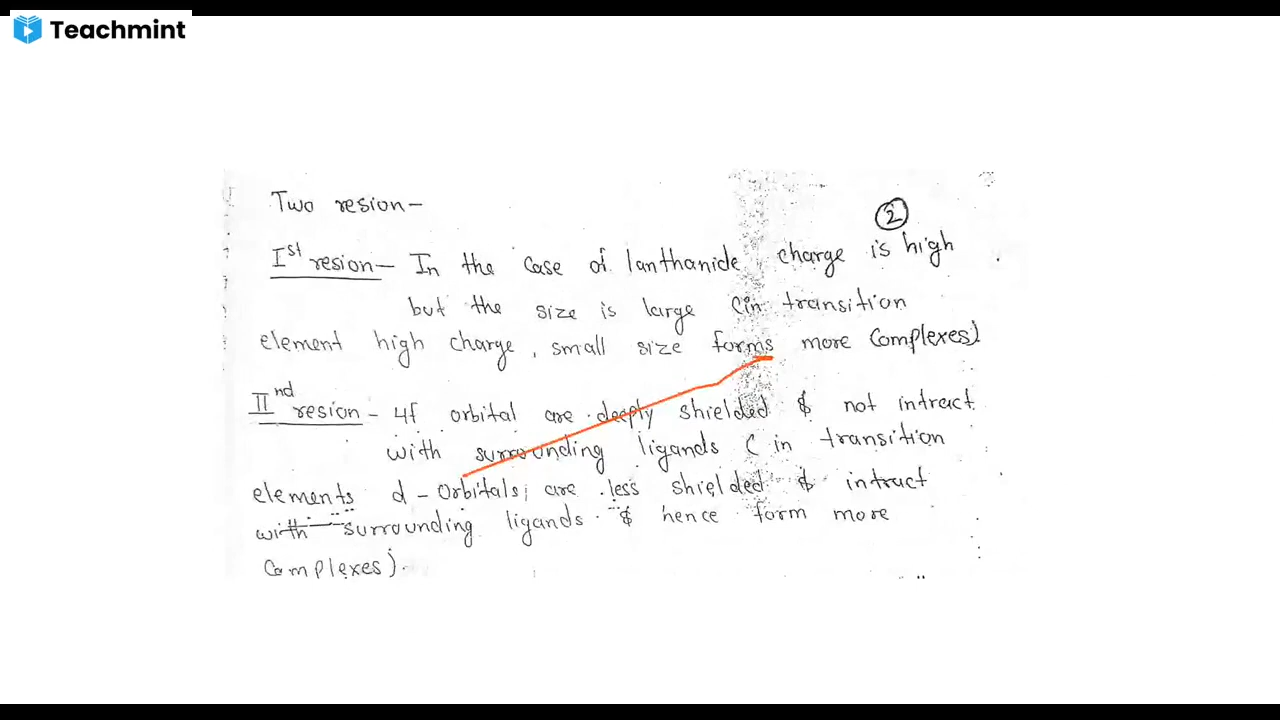 Teachmint
Two resion-
2
Ist resion- In the case of lanthanide, charge is high
but the size is large (in transition
element high charge, small size forms more complexes)
IInd resion - 4f orbital are deeply shielded & not intract
with surrounding ligands (in transition
elements d-orbitals; are less shielded & intract
with surrounding ligands & hence form more
complexes).